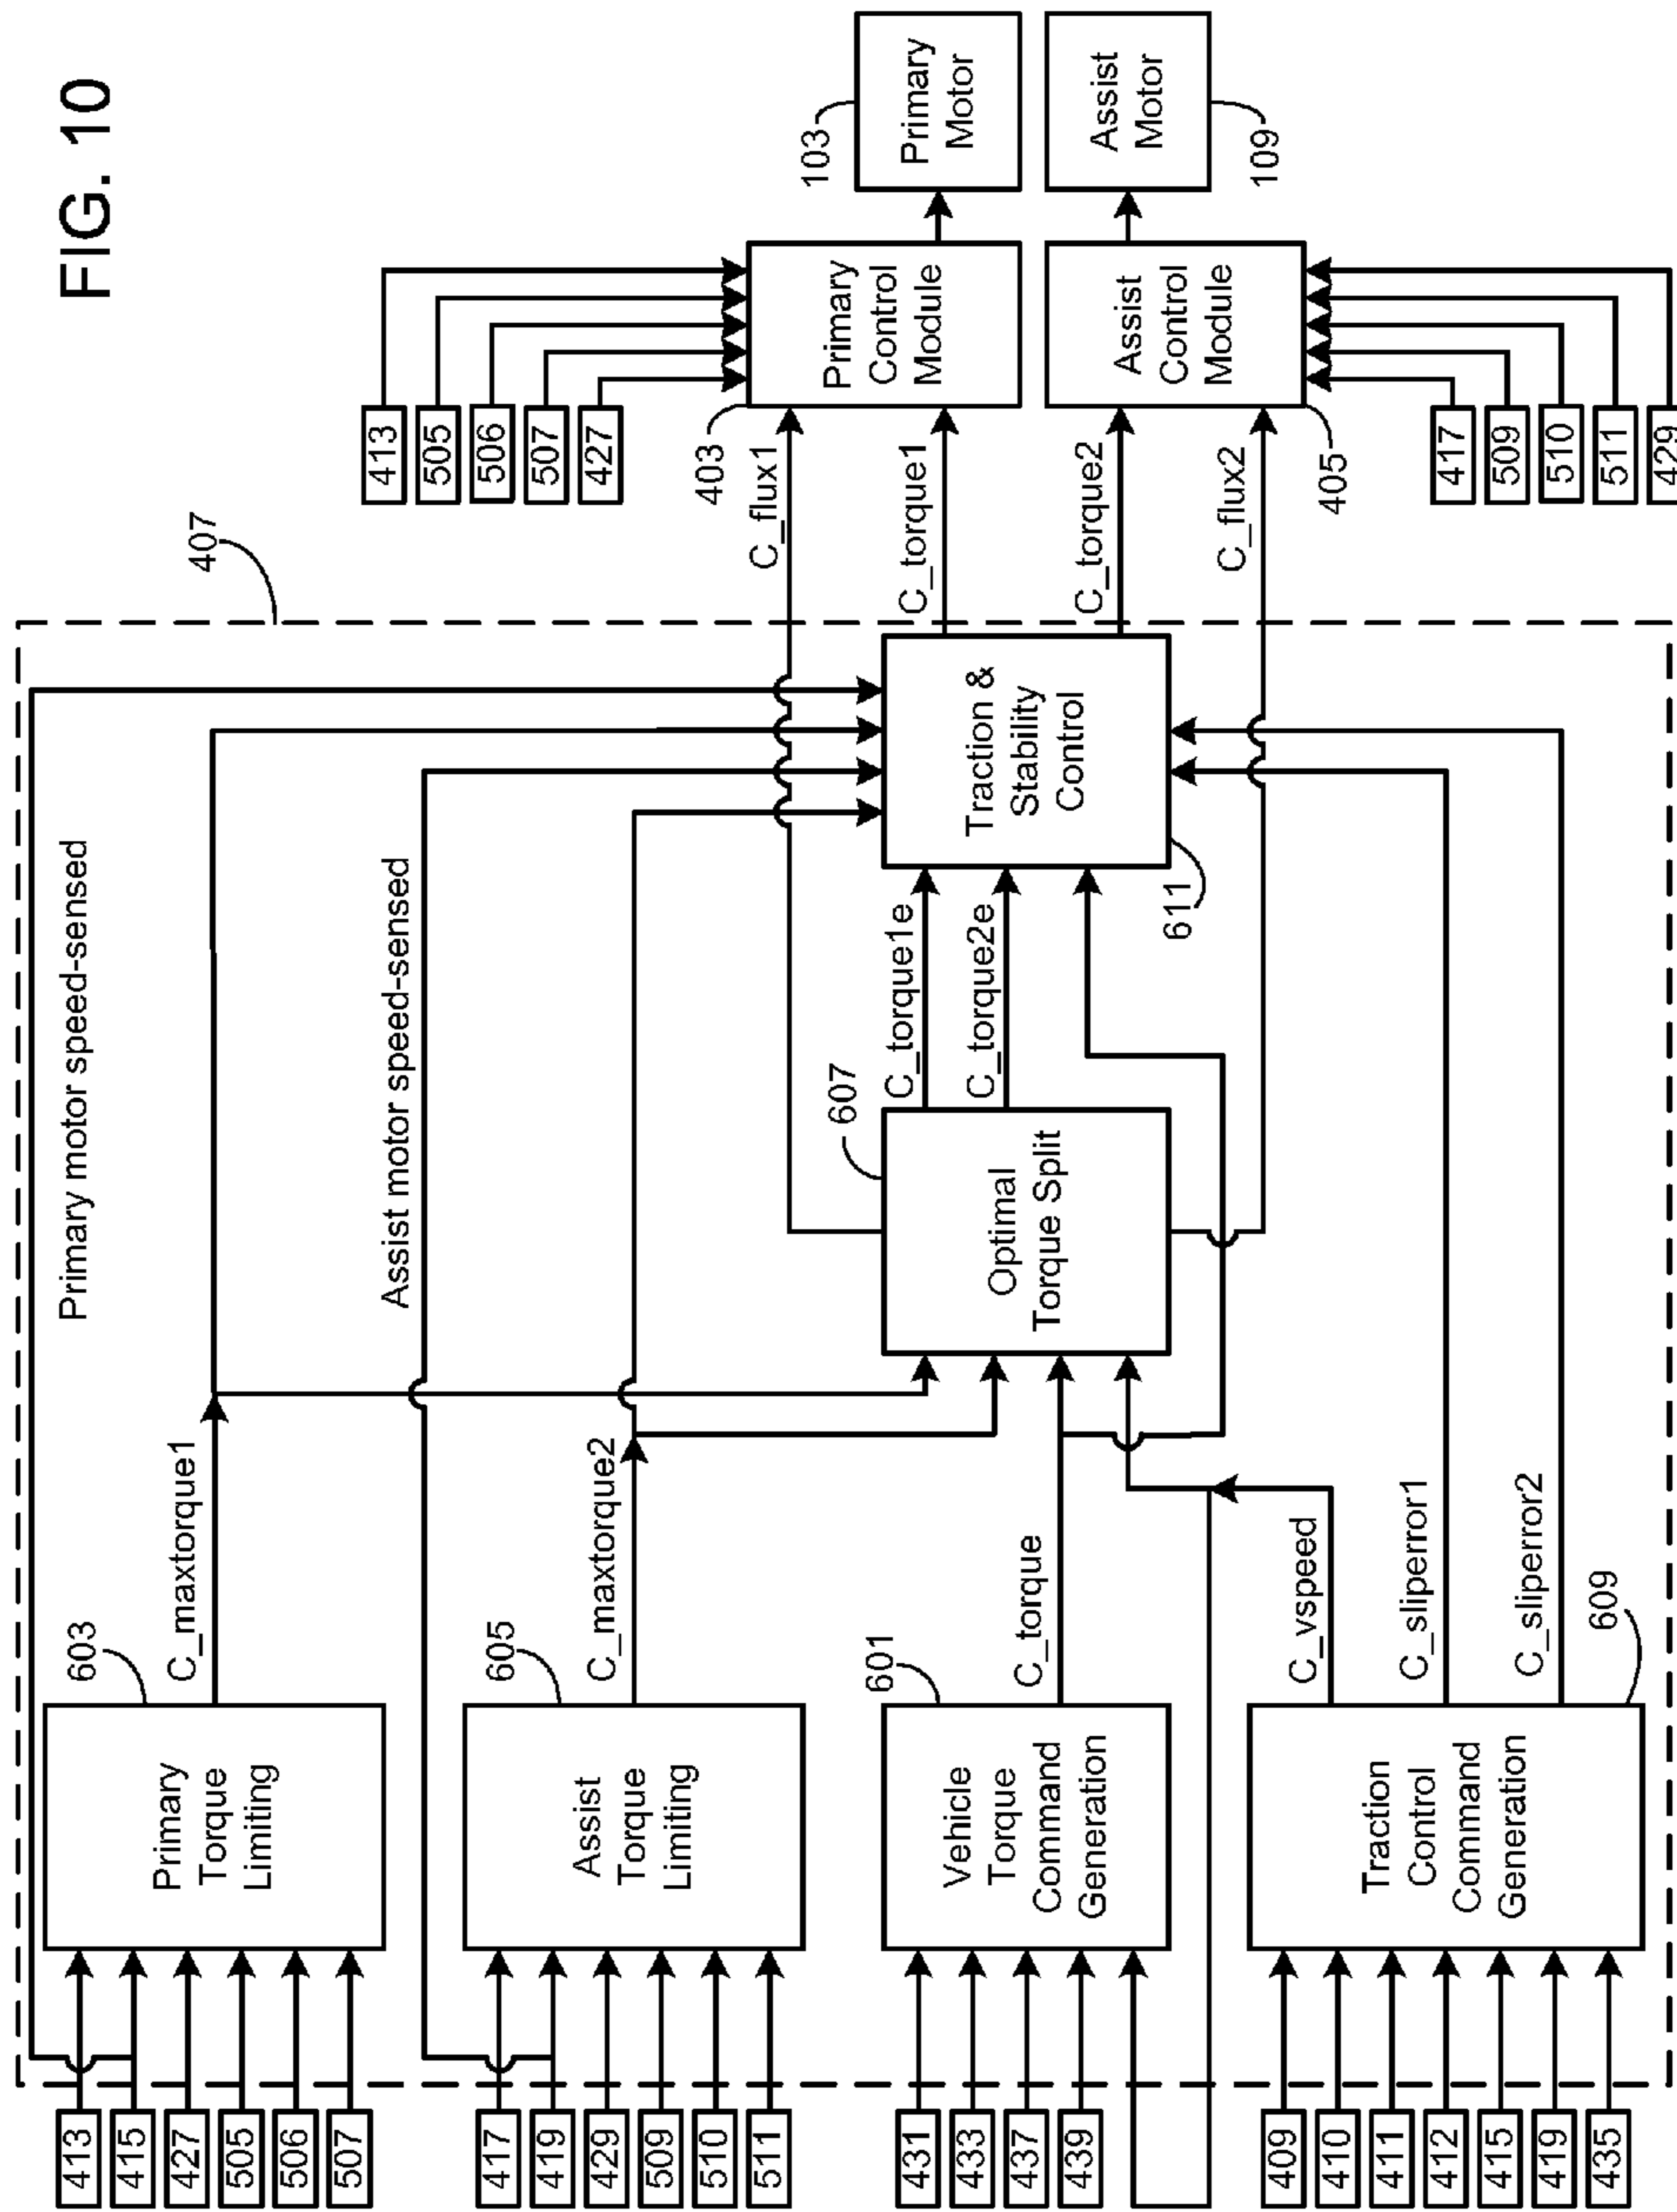 FIG. 10
407
Primary motor speed-sensed
Assist motor speed-sensed
413
415
427
505
506
507
Primary
Torque
Limiting
603
C_maxtorque1
417
419
429
509
510
511
Assist
Torque
Limiting
605
C_maxtorque2
431
433
437
439
Vehicle
Torque
Command
Generation
601
C_torque
409
410
411
412
415
419
435
Traction
Control
Command
Generation
609
C_vspeed
C_sliperror1
C_sliperror2
Optimal
Torque Split
607
C_torque1e
C_torque2e
Traction &
Stability
Control
611
C_flux1
C_torque1
C_torque2
C_flux2
413
505
506
507
427
403
Primary
Control
Module
103
Primary
Motor
Assist
Control
Module
405
417
509
510
511
429
Assist
Motor
109